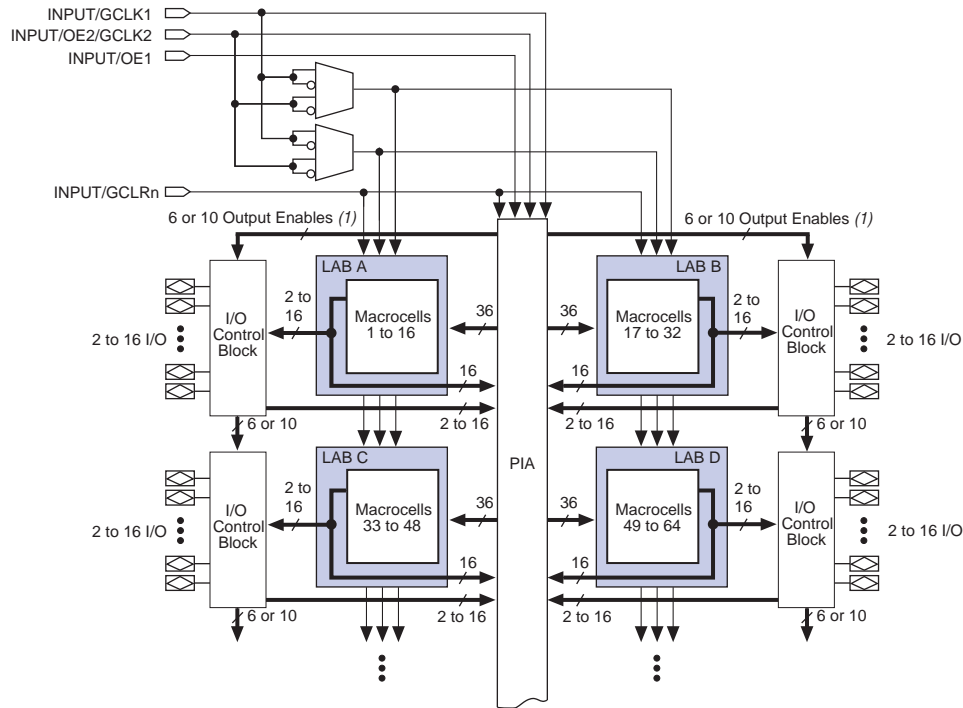 INPUT/GCLK1
INPUT/OE2/GCLK2
INPUT/OE1
INPUT/GCLRn
6 or 10 Output Enables (1)
6 or 10 Output Enables (1)
LAB A
LAB B
I/O
Control
Block
2 to 16 I/O
2 to
16
Macrocells
1 to 16
36
36
Macrocells
17 to 32
2 to
16
I/O
Control
Block
2 to 16 I/O
16
16
2 to 16
2 to 16
6 or 10
6 or 10
PIA
LAB C
LAB D
I/O
Control
Block
2 to 16 I/O
2 to
16
Macrocells
33 to 48
36
36
Macrocells
49 to 64
2 to
16
I/O
Control
Block
2 to 16 I/O
16
16
2 to 16
2 to 16
6 or 10
6 or 10